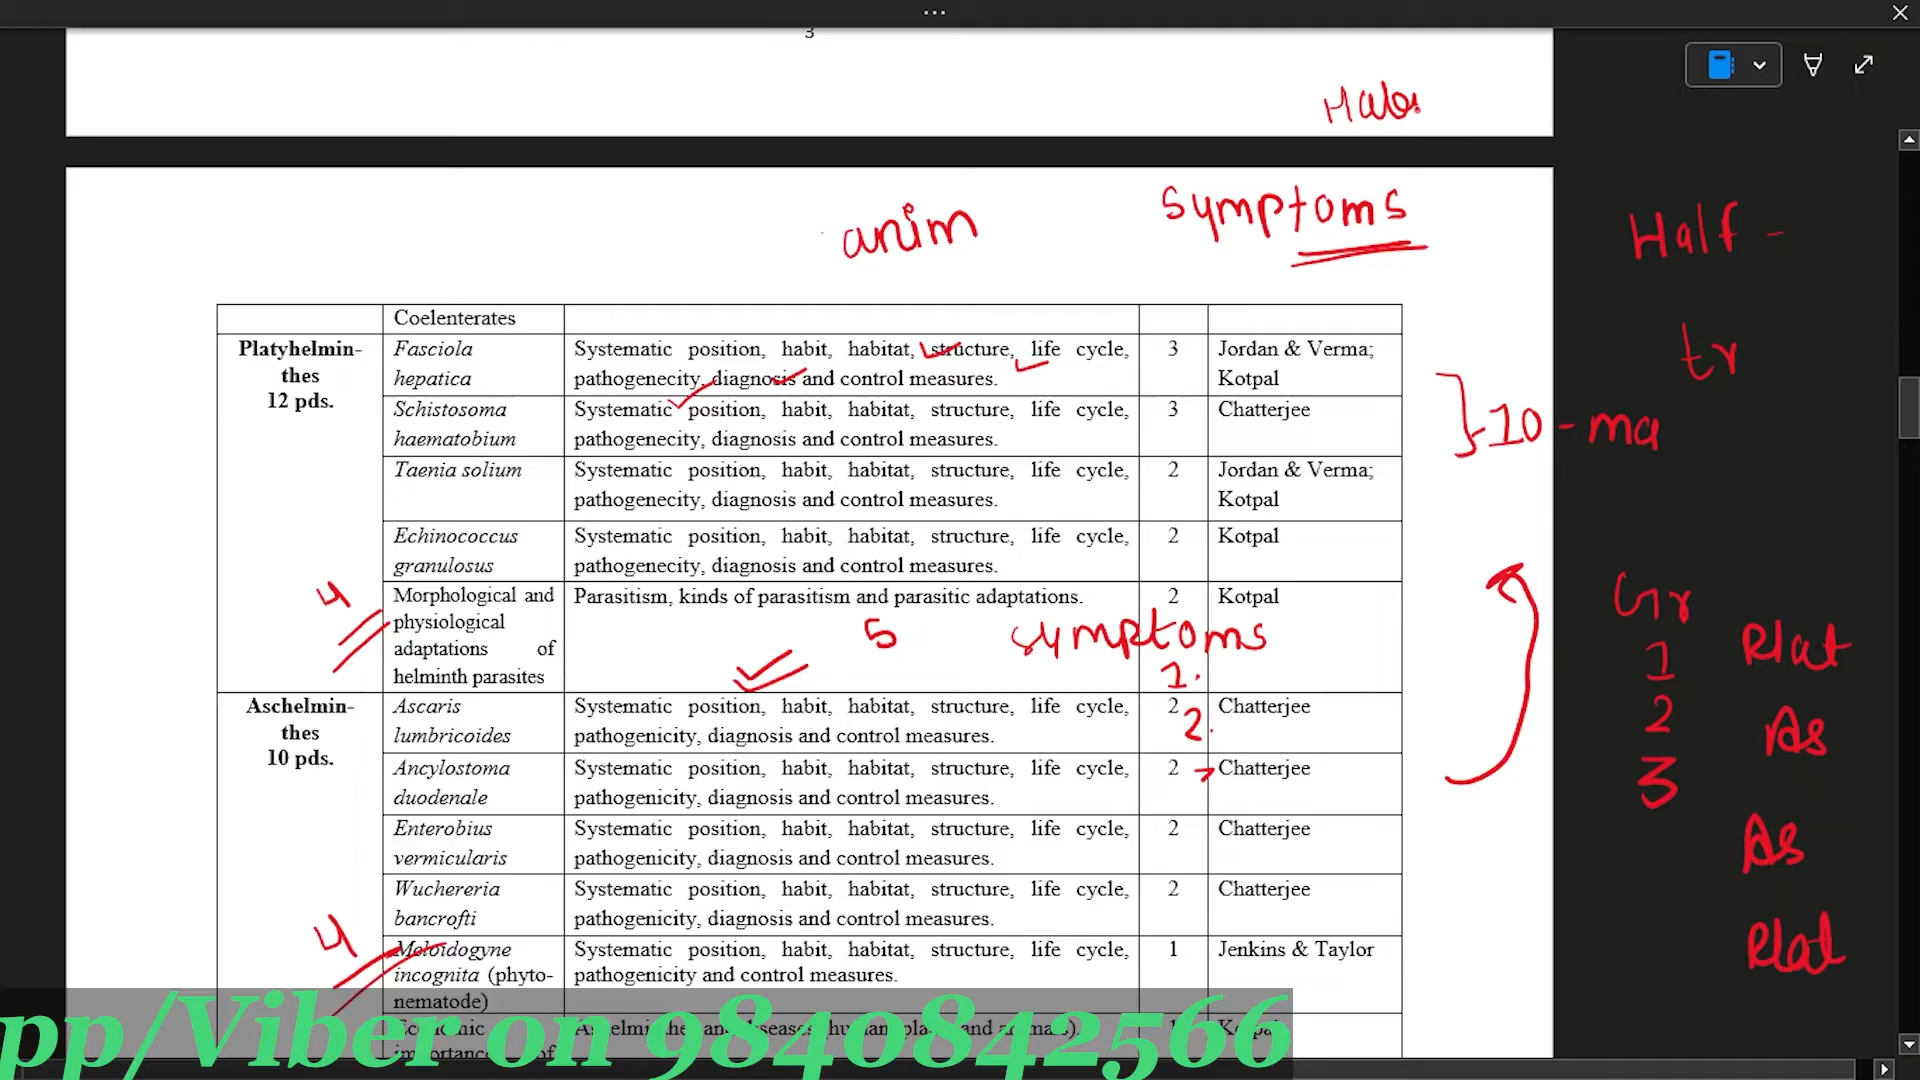 3
Halo
anim
symptoms
Half -
tr
Coelenterates
Platyhelmin-
thes
12 pds.
Fasciola
hepatica
Systematic position, habit, habitat, structure, life cycle,
pathogenecity, diagnosis and control measures.
3
Jordan & Verma;
Kotpal
Schistosoma
haematobium
Systematic position, habit, habitat, structure, life cycle,
pathogenecity, diagnosis and control measures.
3
Chatterjee
}10-ma
Taenia solium
Systematic position, habit, habitat, structure, life cycle,
pathogenecity, diagnosis and control measures.
2
Jordan & Verma;
Kotpal
Echinococcus
granulosus
Systematic position, habit, habitat, structure, life cycle,
pathogenecity, diagnosis and control measures.
2
Kotpal
4
Morphological and
physiological
adaptations of
helminth parasites
Parasitism, kinds of parasitism and parasitic adaptations.
2
Kotpal
5
symptoms
1.
2.
Gr
1
2
3
Plat
As
As
Plat
Aschelmin-
thes
10 pds.
Ascaris
lumbricoides
Systematic position, habit, habitat, structure, life cycle,
pathogenicity, diagnosis and control measures.
2
Chatterjee
Ancylostoma
duodenale
Systematic position, habit, habitat, structure, life cycle,
pathogenicity, diagnosis and control measures.
2
Chatterjee
Enterobius
vermicularis
Systematic position, habit, habitat, structure, life cycle,
pathogenicity, diagnosis and control measures.
2
Chatterjee
Wuchereria
bancrofti
Systematic position, habit, habitat, structure, life cycle,
pathogenicity, diagnosis and control measures.
2
Chatterjee
4
Meloidogyne
incognita (phyto-
nematode)
Systematic position, habit, habitat, structure, life cycle,
pathogenicity and control measures.
1
Jenkins & Taylor
pp/Viber on 9840842566